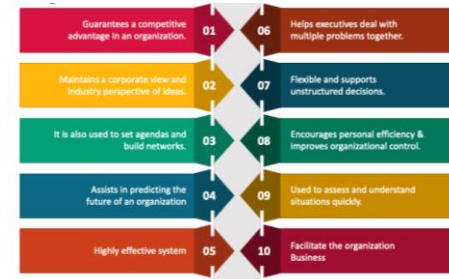 Guarantees a competitive
advantage in an organization.
01
Maintains a corporate view and
industry perspective of ideas.
02
It is also used to set agendas and
build networks.
03
Assists in predicting the
future of an organization
04
Highly effective system
05
06
Helps executives deal with
multiple problems together.
07
Flexible and supports
unstructured decisions.
08
Encourages personal efficiency &
improves organizational control.
09
Used to assess and understand
situations quickly.
10
Facilitate the organization
Business